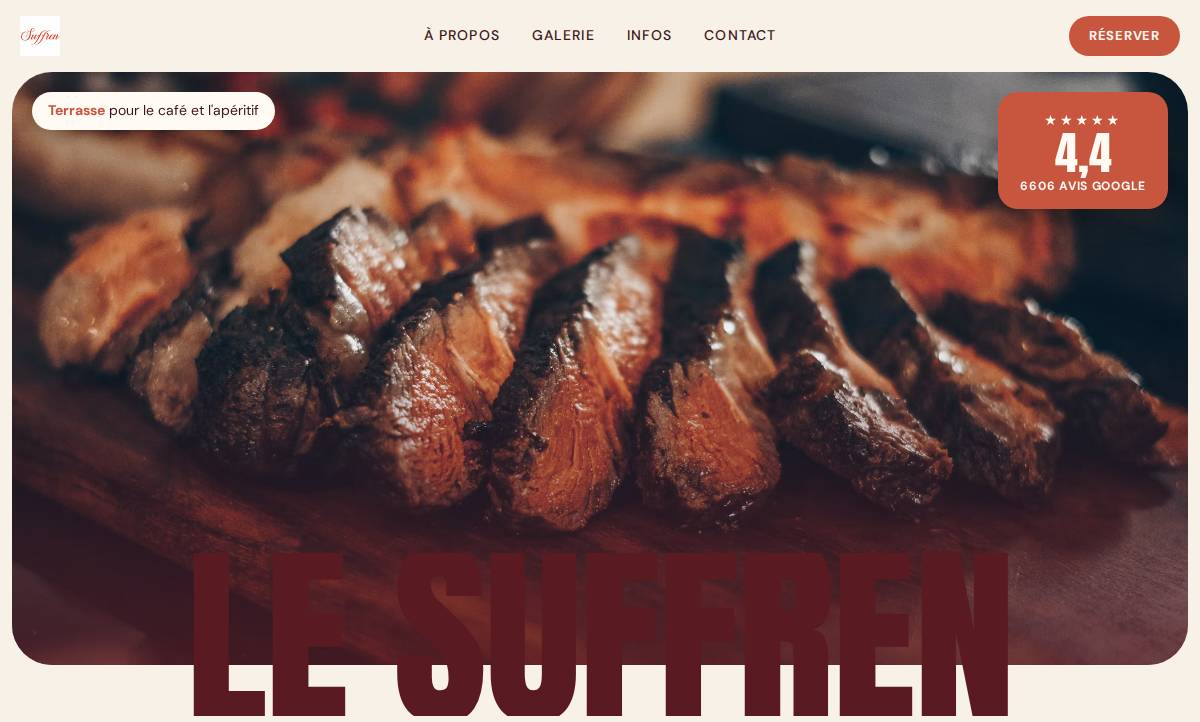 Suffren
À PROPOS
GALERIE
INFOS
CONTACT
RÉSERVER
Terrasse pour le café et l'apéritif
★★★★★
4,4
6606 AVIS GOOGLE
LE SUFFREN